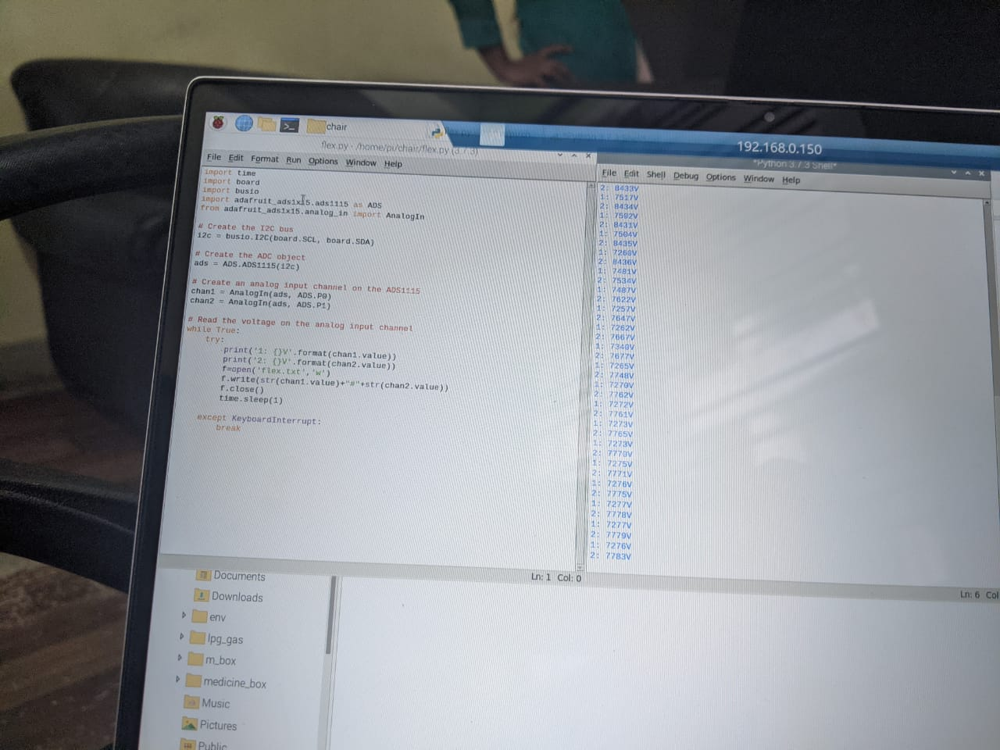 chair
192.168.0.150
flex.py - /home/pi/chair/flex.py (3.7.3)
File Edit Format Run Options Window Help
import time
import board
import busio
import adafruit_ads1x15.ads1115 as ADS
from adafruit_ads1x15.analog_in import AnalogIn
# Create the I2C bus
i2c = busio.I2C(board.SCL, board.SDA)
# Create the ADC object
ads = ADS.ADS1115(i2c)
# Create an analog input channel on the ADS1115
chan1 = AnalogIn(ads, ADS.P0)
chan2 = AnalogIn(ads, ADS.P1)
# Read the voltage on the analog input channel
while True:
try:
print('1: {}V'.format(chan1.value))
print('2: {}V'.format(chan2.value))
f=open('flex.txt','w')
f.write(str(chan1.value)+"#"+str(chan2.value))
f.close()
time.sleep(1)
except KeyboardInterrupt:
break
Ln: 1 Col: 0
*Python 3.7.3 Shell*
File Edit Shell Debug Options Window Help
2: 8433V
1: 7517V
2: 8434V
1: 7502V
2: 8431V
1: 7504V
2: 8435V
1: 7260V
2: 8436V
1: 7481V
2: 7534V
1: 7487V
2: 7622V
1: 7257V
2: 7647V
1: 7262V
2: 7667V
1: 7340V
2: 7677V
1: 7265V
2: 7748V
1: 7270V
2: 7762V
1: 7272V
2: 7761V
1: 7273V
2: 7765V
1: 7273V
2: 7770V
1: 7275V
2: 7771V
1: 7276V
2: 7775V
1: 7277V
2: 7778V
1: 7277V
2: 7779V
1: 7276V
2: 7783V
Ln: 6 Col
Documents
Downloads
env
lpg_gas
m_box
medicine_box
Music
Pictures
Public